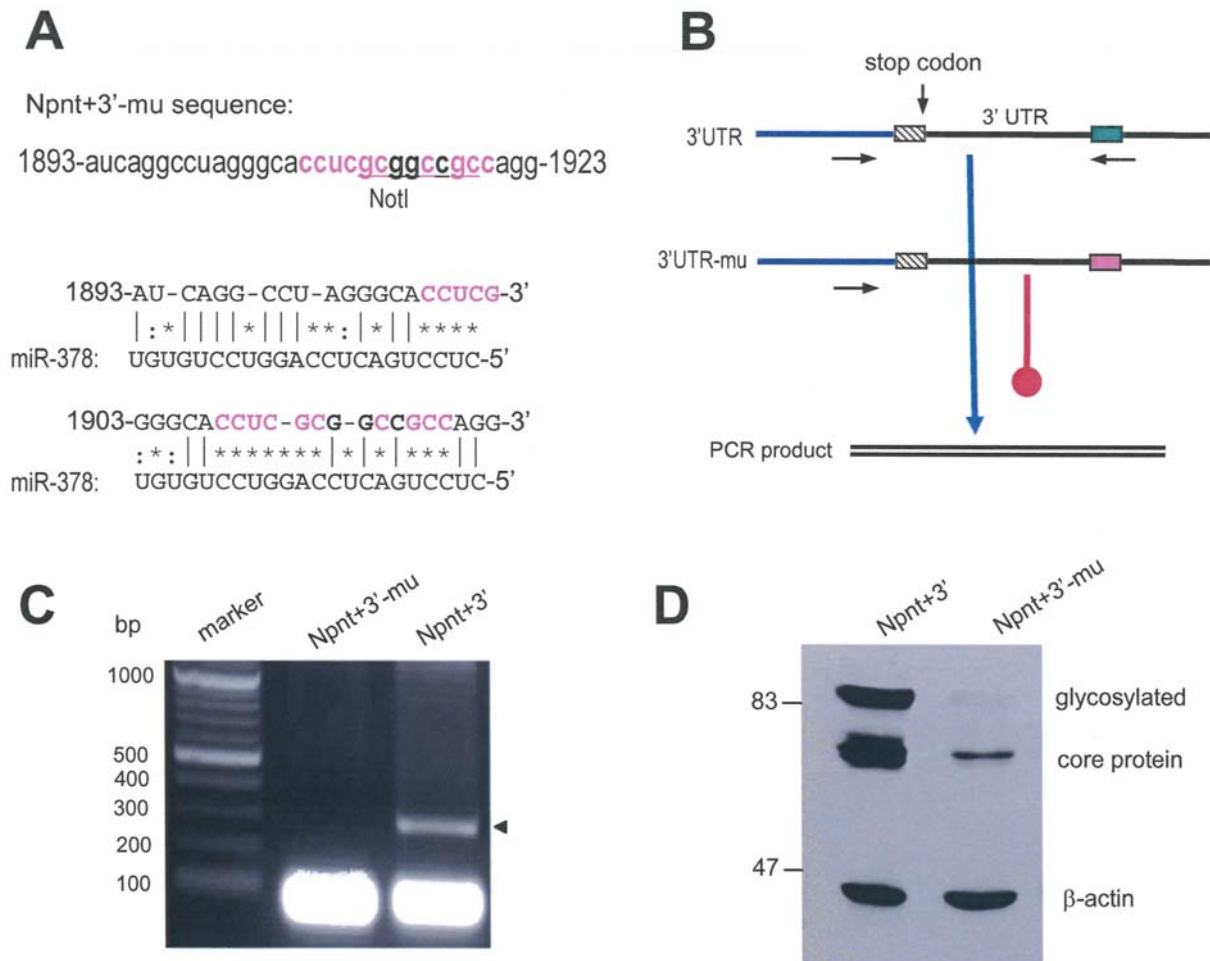 A
Npnt+3'-mu sequence:
1893-aucaggccuagggcaccucgcggccgccagg-1923
NotI
1893-AU-CAGG-CCU-AGGGCACCUCG-3'
|:*||||*|||**:|*||****
miR-378: UGUGUCCUGGACCUCAGUCCUC-5'
1903-GGGCACCUC-GCG-GCCGCCAGG-3'
:*:||*******|*|*|***||
miR-378: UGUGUCCUGGACCUCAGUCCUC-5'
B
stop codon
3' UTR
3'UTR
3'UTR-mu
PCR product
C
bp
marker
Npnt+3'-mu
Npnt+3'
1000
500
400
300
200
100
D
Npnt+3'
Npnt+3'-mu
83
glycosylated
core protein
47
β-actin